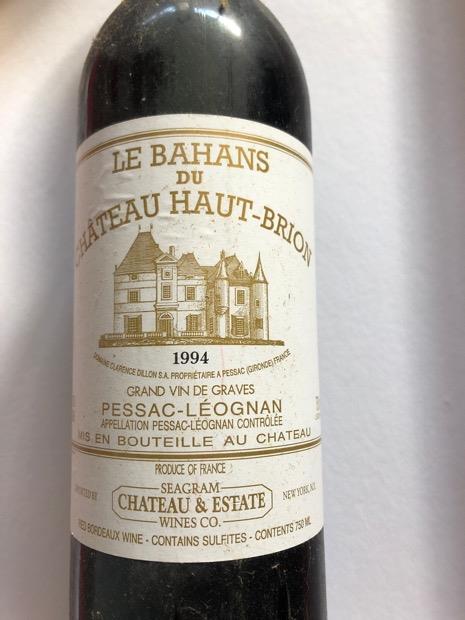 LE BAHANS
DU
CHÂTEAU HAUT-BRION
1994
DOMAINE CLARENCE DILLON S.A. PROPRIÉTAIRE A PESSAC (GIRONDE) FRANCE
GRAND VIN DE GRAVES
PESSAC-LÉOGNAN
APPELLATION PESSAC-LÉOGNAN CONTRÔLÉE
MIS EN BOUTEILLE AU CHATEAU
PRODUCE OF FRANCE
IMPORTED BY SEAGRAM NEW YORK, N.Y.
CHATEAU & ESTATE
WINES CO.
RED BORDEAUX WINE - CONTAINS SULFITES - CONTENTS 750 ML